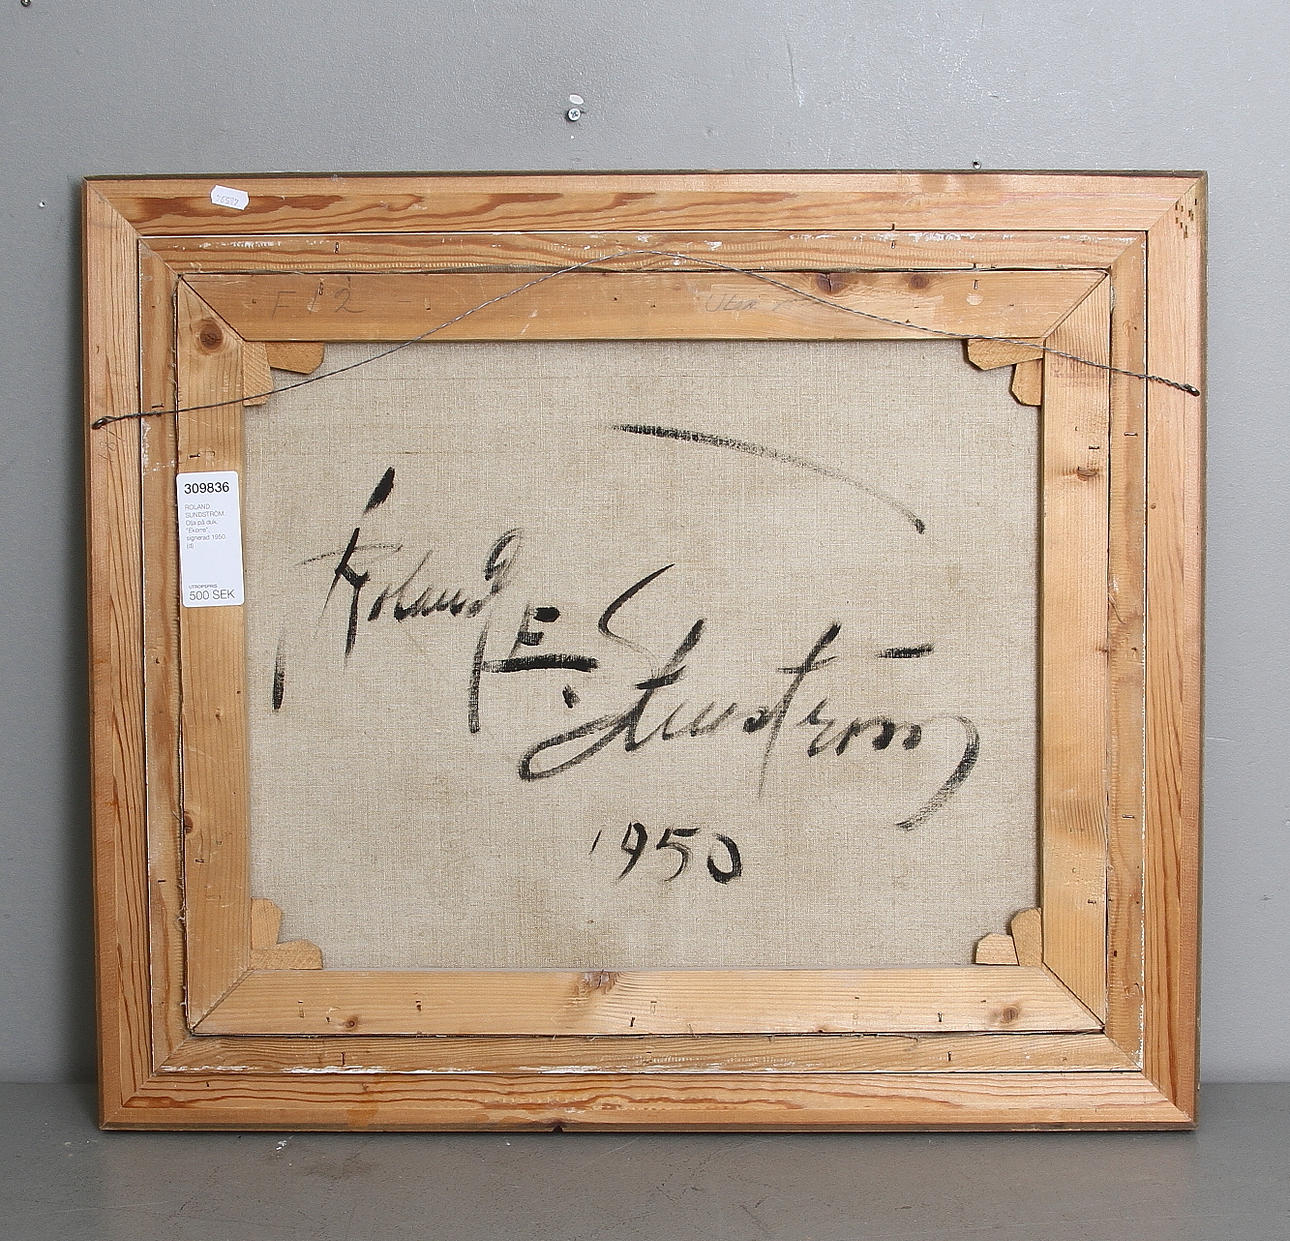 F 12
309836
ROLAND
SUNDSTRÖM.
Olja på duk.
"Ekorre",
signerad 1950.
(d)
UTROPSPRIS
500 SEK
Roland
E. Sundström
1950